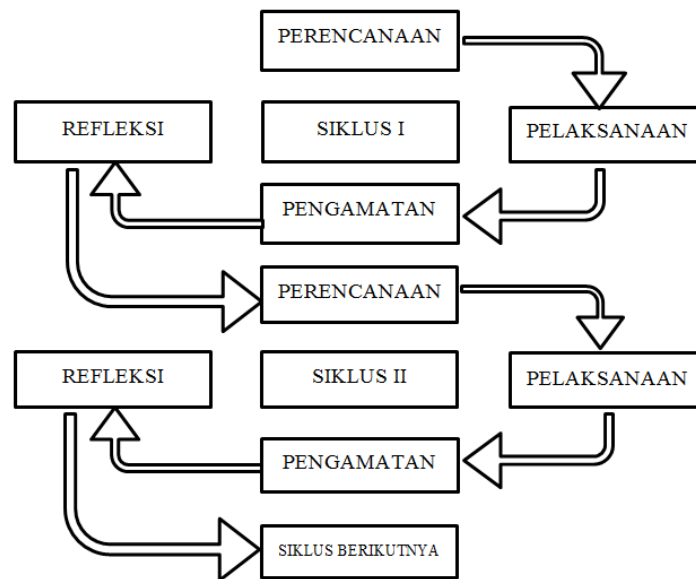 PERENCANAAN
REFLEKSI
SIKLUS I
PELAKSANAAN
PENGAMATAN
PERENCANAAN
REFLEKSI
SIKLUS II
PELAKSANAAN
PENGAMATAN
SIKLUS BERIKUTNYA